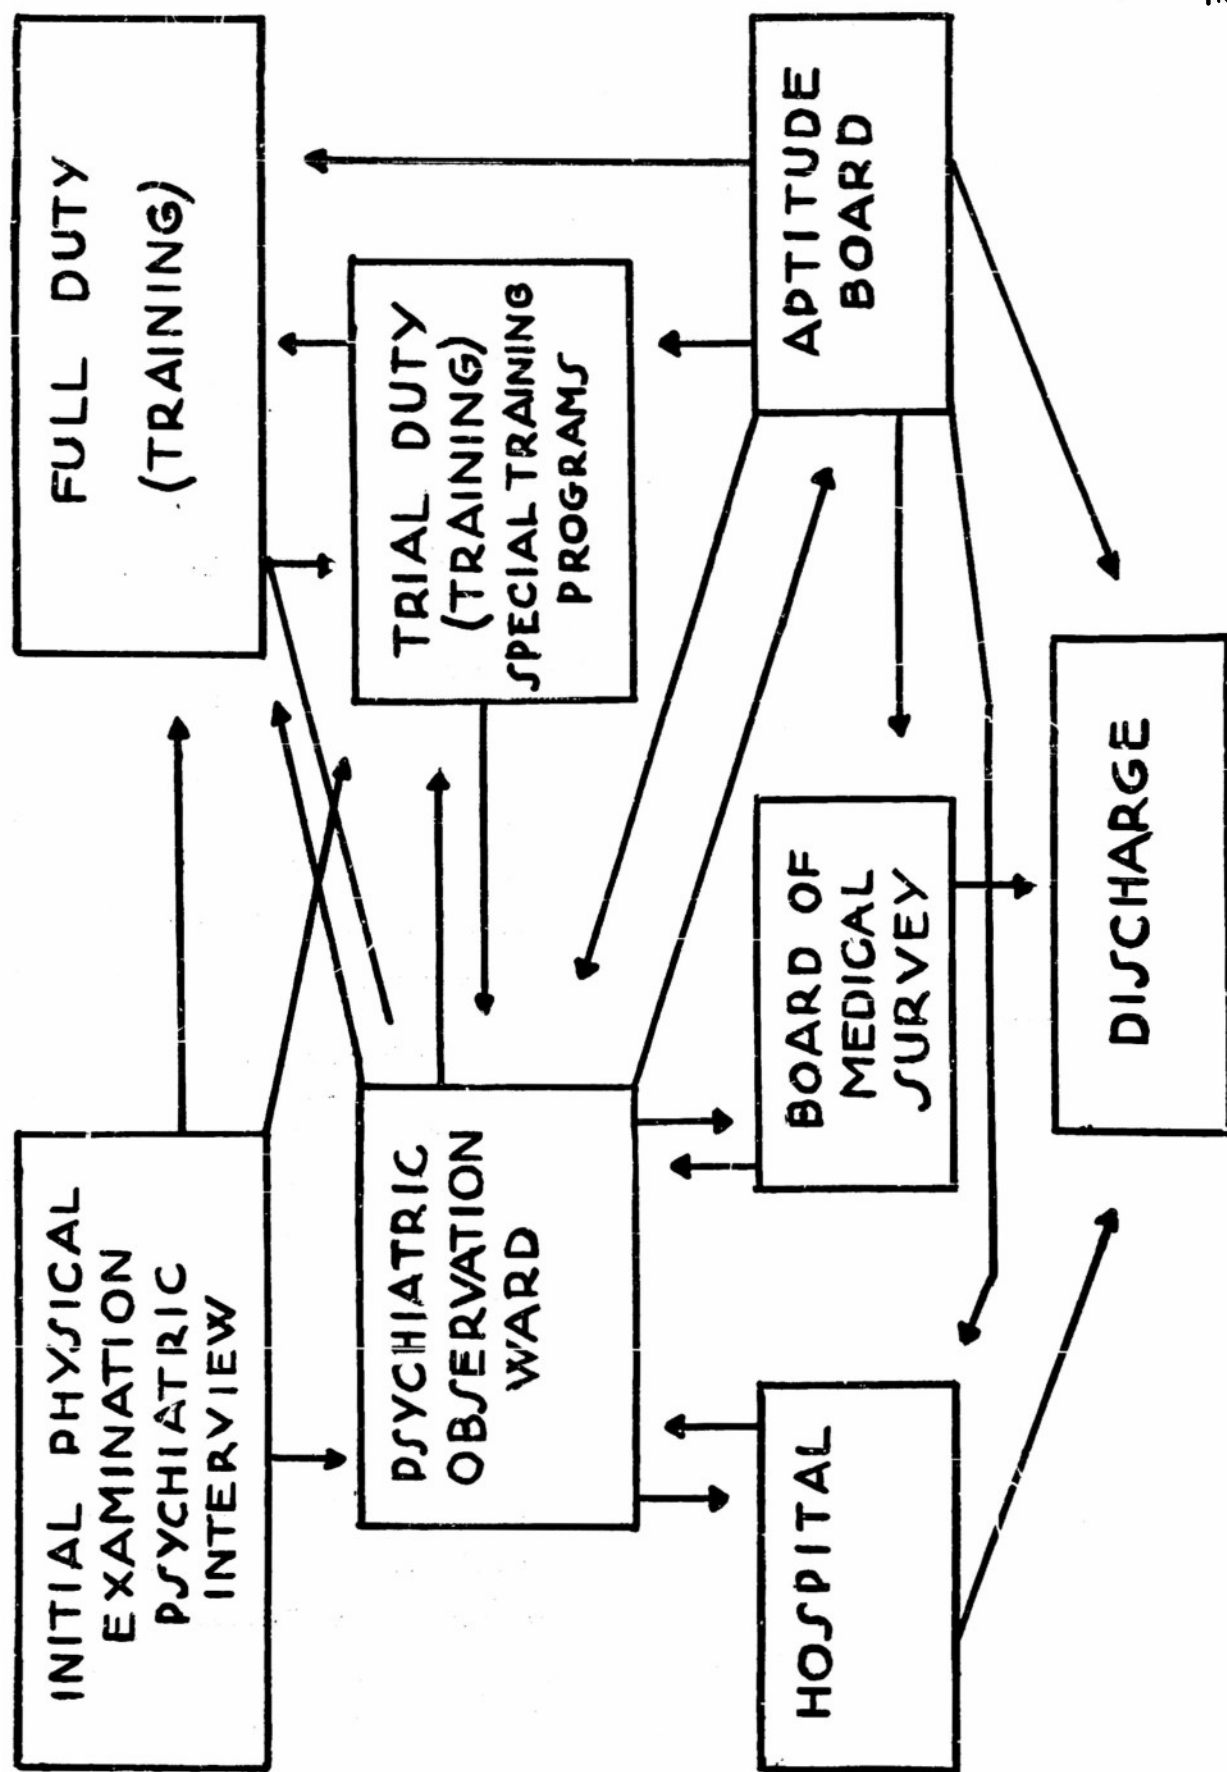 INITIAL PHYSICAL
EXAMINATION
PSYCHIATRIC
INTERVIEW
FULL DUTY
(TRAINING)
PSYCHIATRIC
OBSERVATION
WARD
TRIAL DUTY
(TRAINING)
SPECIAL TRAINING
PROGRAMS
HOSPITAL
BOARD OF
MEDICAL
SURVEY
APTITUDE
BOARD
DISCHARGE